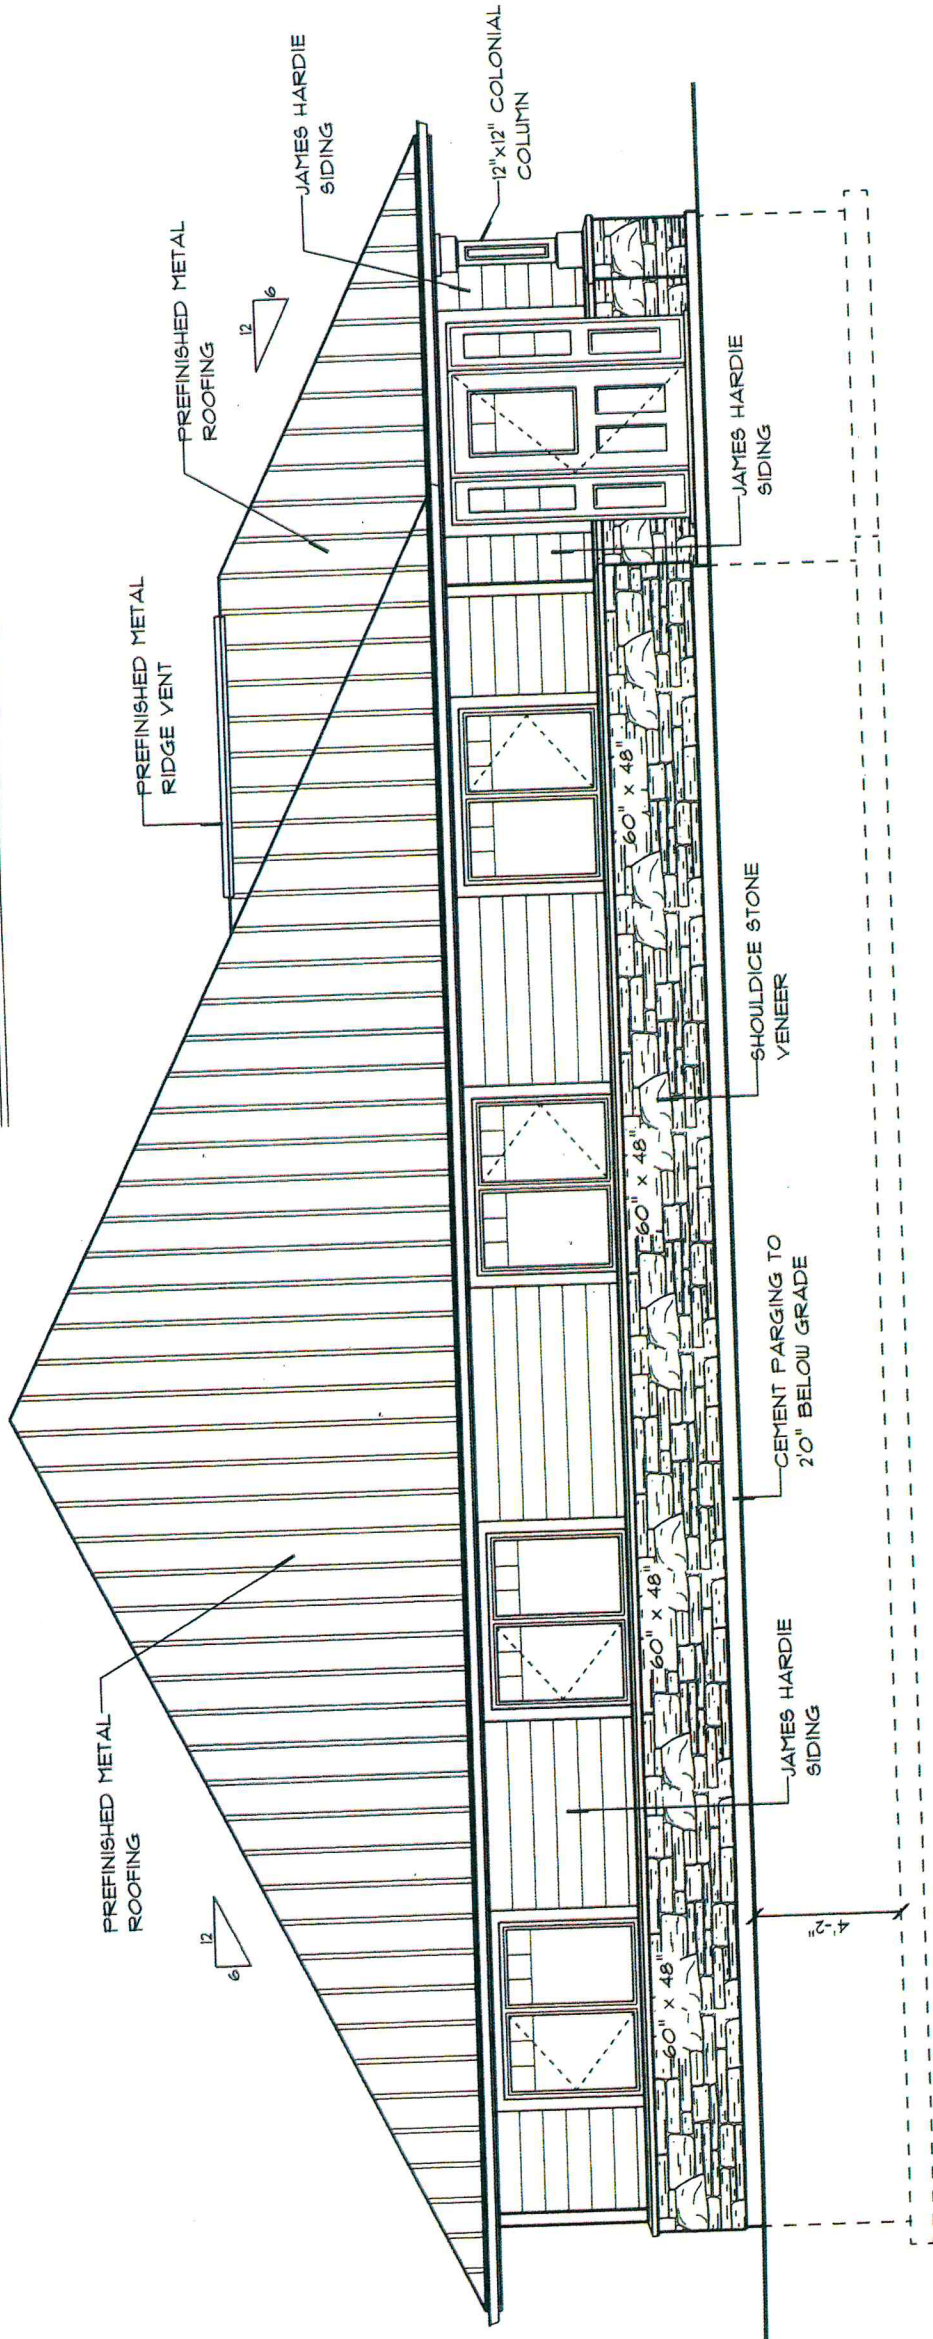 PREFINISHED METAL
ROOFING
12
6
PREFINISHED METAL
RIDGE VENT
PREFINISHED METAL
ROOFING
12
6
JAMES HARDIE
SIDING
12"x12" COLONIAL
COLUMN
60" x 48"
60" x 48"
60" x 48"
60" x 48"
4'-2"
JAMES HARDIE
SIDING
CEMENT PARGING TO
2'0" BELOW GRADE
SHOULDICE STONE
VENEER
JAMES HARDIE
SIDING